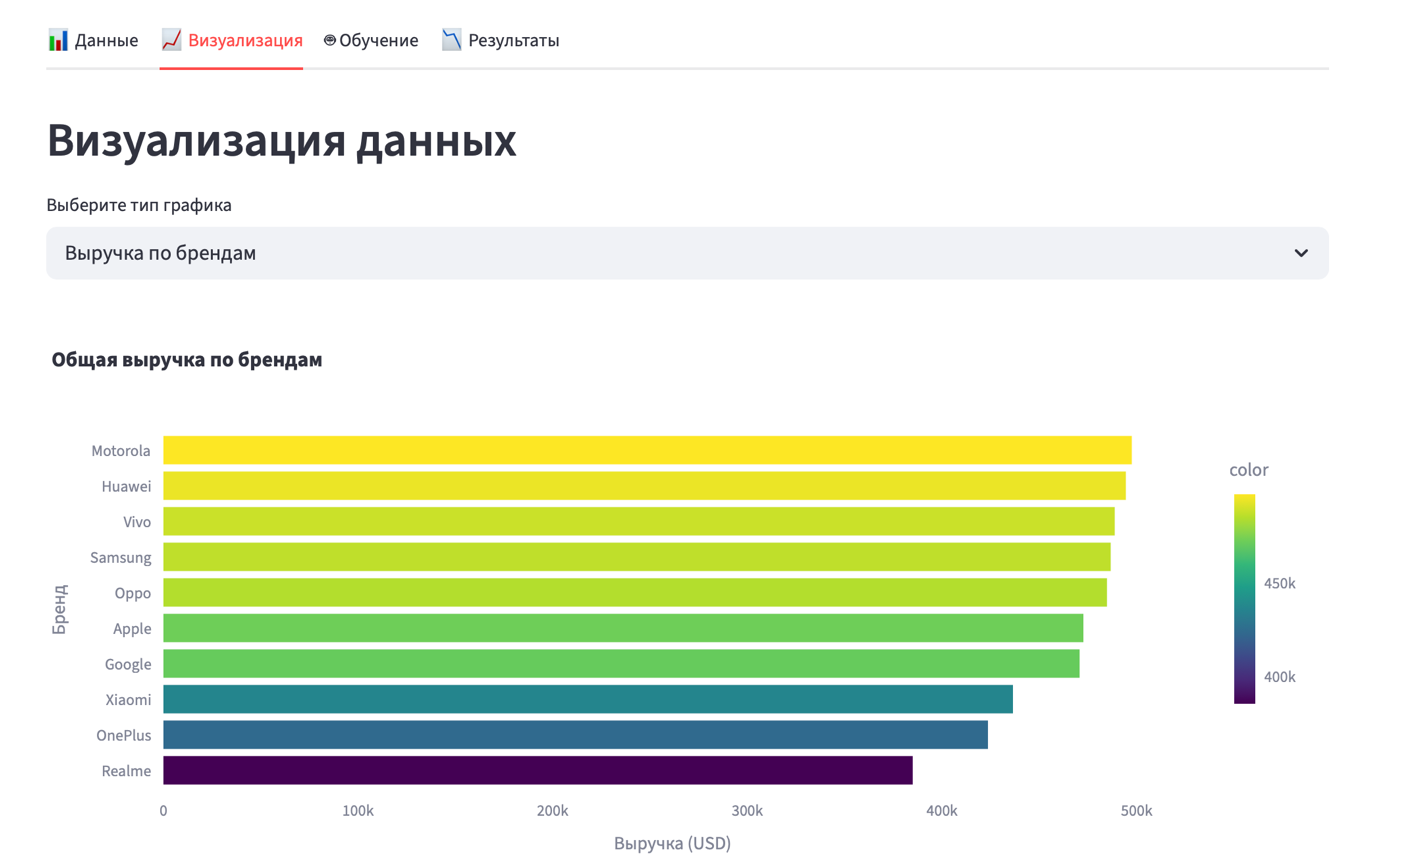 Данные Визуализация Обучение Результаты
Визуализация данных
Выберите тип графика
Выручка по брендам
Общая выручка по брендам
Бренд
Motorola
Huawei
Vivo
Samsung
Oppo
Apple
Google
Xiaomi
OnePlus
Realme
0 100k 200k 300k 400k 500k
Выручка (USD)
color
450k
400k